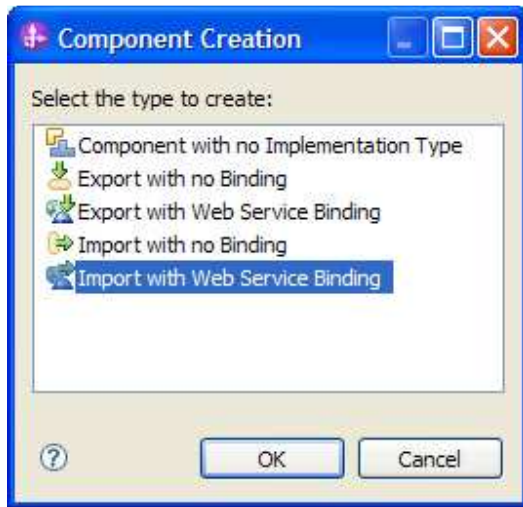 Component Creation
Select the type to create:
Component with no Implementation Type
Export with no Binding
Export with Web Service Binding
Import with no Binding
Import with Web Service Binding
?
OK
Cancel